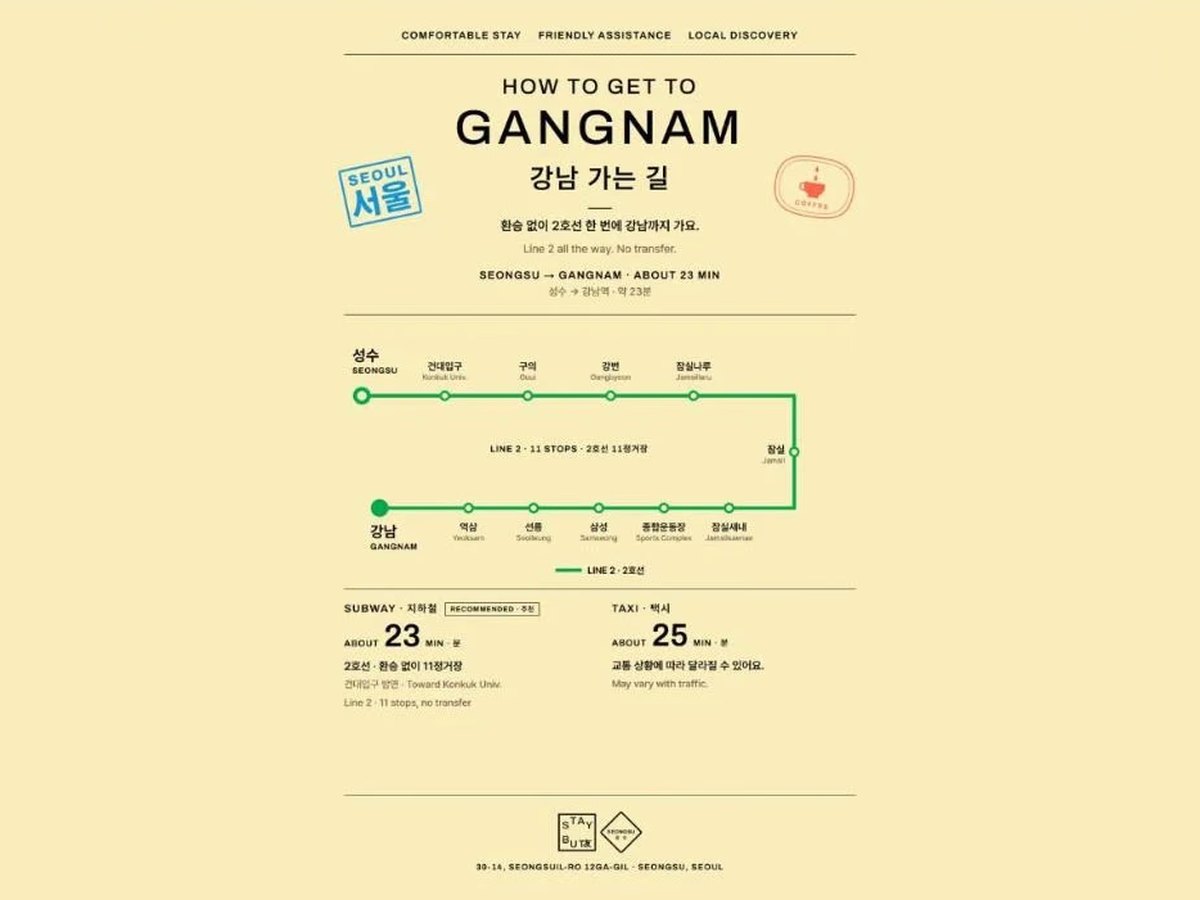 COMFORTABLE STAY FRIENDLY ASSISTANCE LOCAL DISCOVERY
HOW TO GET TO
GANGNAM
강남 가는 길
SEOUL
서울
COFFEE
환승 없이 2호선 한 번에 강남까지 가요.
Line 2 all the way. No transfer.
SEONGSU → GANGNAM · ABOUT 23 MIN
성수 → 강남역 · 약 23분
성수
SEONGSU
건대입구
Konkuk Univ.
구의
Guui
강변
Gangbyeon
잠실나루
Jamsillaru
잠실
Jamsil
LINE 2 · 11 STOPS · 2호선 11정거장
강남
GANGNAM
역삼
Yeoksam
선릉
Seolleung
삼성
Samseong
종합운동장
Sports Complex
잠실새내
Jamsilsaenae
LINE 2 · 2호선
SUBWAY · 지하철 RECOMMENDED · 추천
ABOUT 23 MIN · 분
2호선 · 환승 없이 11정거장
건대입구 방면 · Toward Konkuk Univ.
Line 2 · 11 stops, no transfer
TAXI · 택시
ABOUT 25 MIN · 분
교통 상황에 따라 달라질 수 있어요.
May vary with traffic.
STAY
SEONGSU
성수
30-14, SEONGSUIL-RO 12GA-GIL · SEONGSU, SEOUL